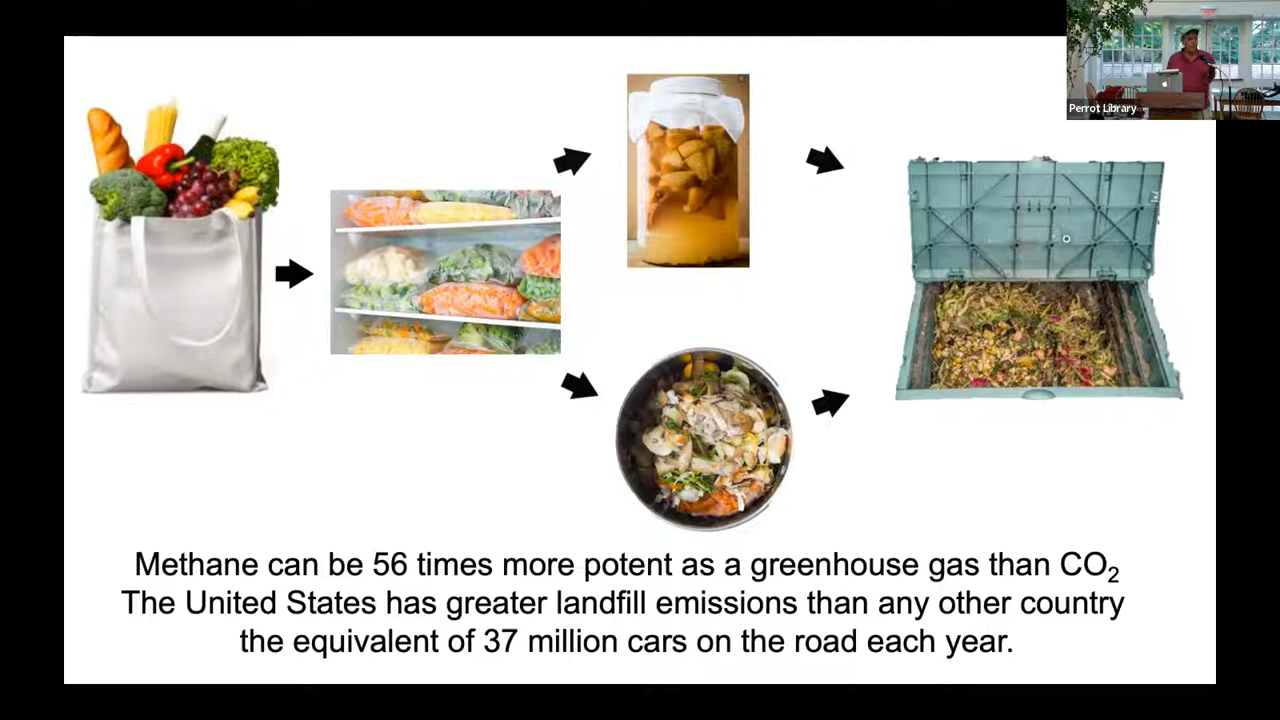 Perrot Library
Methane can be 56 times more potent as a greenhouse gas than CO₂
The United States has greater landfill emissions than any other country
the equivalent of 37 million cars on the road each year.